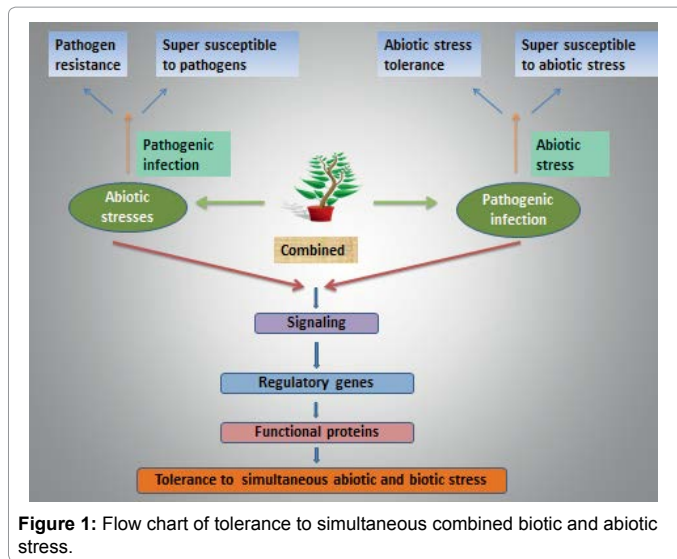 Pathogen
resistance
Super susceptible
to pathogens
Abiotic stress
tolerance
Super susceptible
to abiotic stress
Pathogenic
infection
Abiotic
stress
Abiotic
stresses
Pathogenic
infection
Combined
Signaling
Regulatory genes
Functional proteins
Tolerance to simultaneous abiotic and biotic stress
Figure 1: Flow chart of tolerance to simultaneous combined biotic and abiotic
stress.